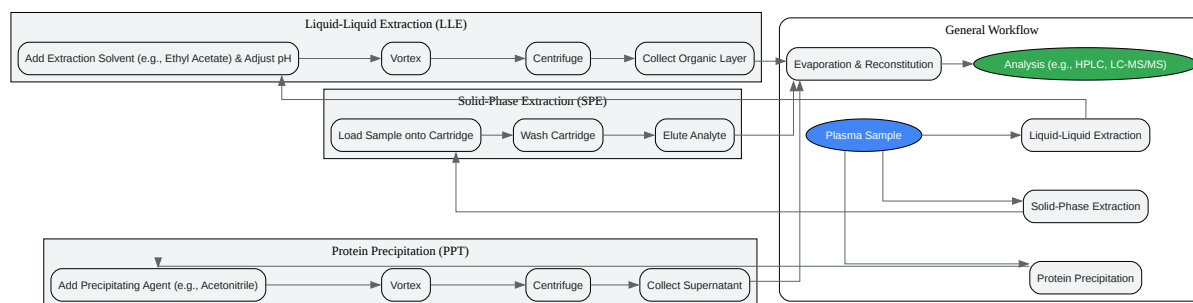 Liquid-Liquid Extraction (LLE)
Add Extraction Solvent (e.g., Ethyl Acetate) & Adjust pH
Vortex
Centrifuge
Collect Organic Layer
General Workflow
Evaporation & Reconstitution
Analysis (e.g., HPLC, LC-MS/MS)
Solid-Phase Extraction (SPE)
Load Sample onto Cartridge
Wash Cartridge
Elute Analyte
Plasma Sample
Liquid-Liquid Extraction
Solid-Phase Extraction
Protein Precipitation (PPT)
Add Precipitating Agent (e.g., Acetonitrile)
Vortex
Centrifuge
Collect Supernatant
Protein Precipitation